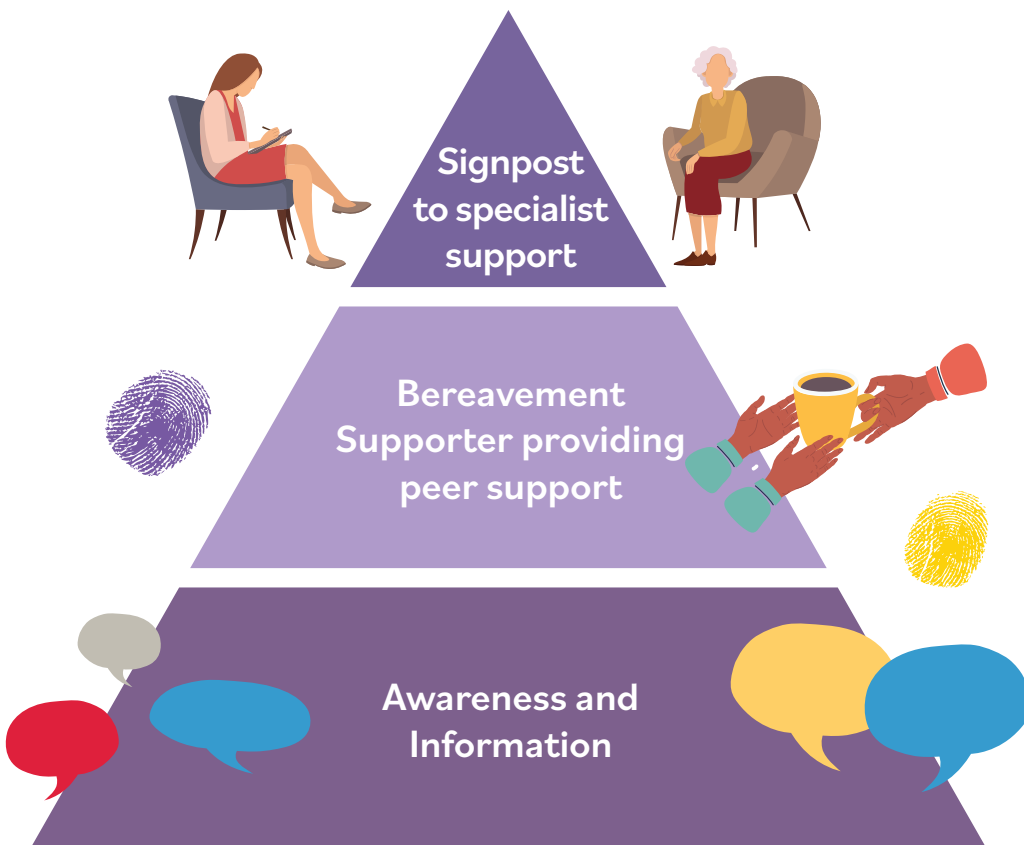 Signpost
to specialist
support
Bereavement
Supporter providing
peer support
Awareness and
Information